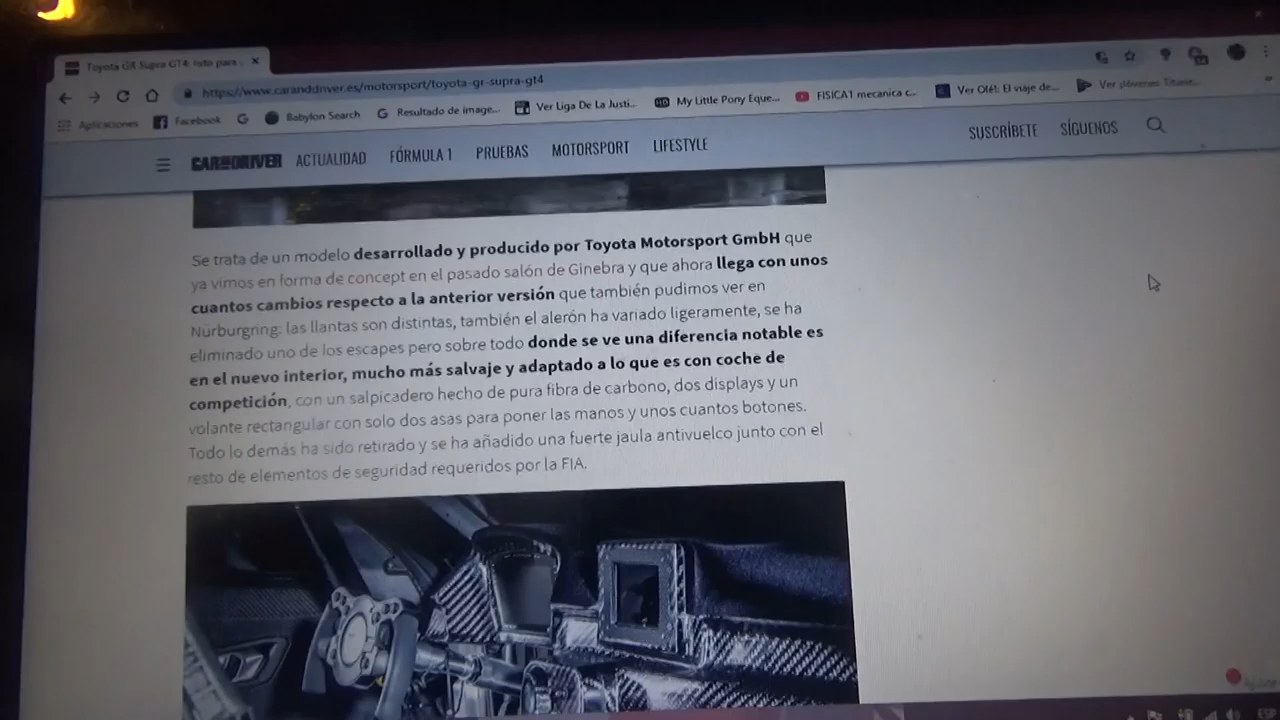 Toyota GR Supra GT4: listo para
https://www.caranddriver.es/motorsport/toyota-gr-supra-gt4
Aplicaciones Facebook Babylon Search Resultado de image... Ver Liga De La Justi... My Little Pony Eque... FISICA1 mecanica c... Ver Olé!: El viaje de... Ver Jóvenes Titane...
CAR AND DRIVER ACTUALIDAD FÓRMULA 1 PRUEBAS MOTORSPORT LIFESTYLE SUSCRÍBETE SÍGUENOS
Se trata de un modelo desarrollado y producido por Toyota Motorsport GmbH que
ya vimos en forma de concept en el pasado salón de Ginebra y que ahora llega con unos
cuantos cambios respecto a la anterior versión que también pudimos ver en
Nürburgring: las llantas son distintas, también el alerón ha variado ligeramente, se ha
eliminado uno de los escapes pero sobre todo donde se ve una diferencia notable es
en el nuevo interior, mucho más salvaje y adaptado a lo que es con coche de
competición, con un salpicadero hecho de pura fibra de carbono, dos displays y un
volante rectangular con solo dos asas para poner las manos y unos cuantos botones.
Todo lo demás ha sido retirado y se ha añadido una fuerte jaula antivuelco junto con el
resto de elementos de seguridad requeridos por la FIA.
ESP